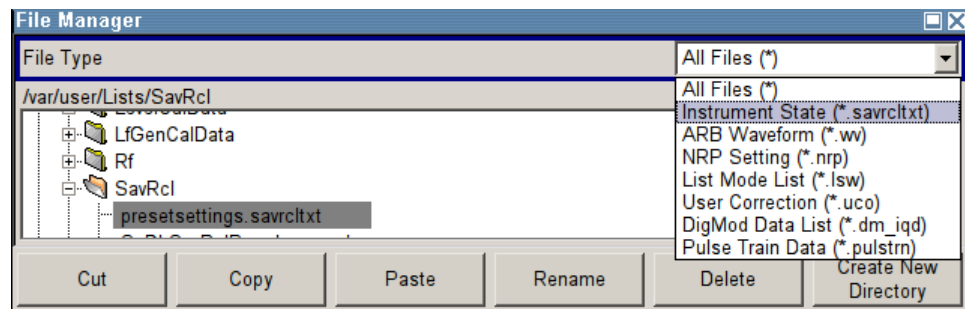 File Manager
File Type
All Files (*)
/var/user/Lists/SavRcl
All Files (*)
Instrument State (*.savrcltxt)
ARB Waveform (*.wv)
NRP Setting (*.nrp)
List Mode List (*.lsw)
User Correction (*.uco)
DigMod Data List (*.dm_iqd)
Pulse Train Data (*.pulstrn)
LfGenCalData
Rf
SavRcl
presetsettings.savrcltxt
Cut
Copy
Paste
Rename
Delete
Create New
Directory